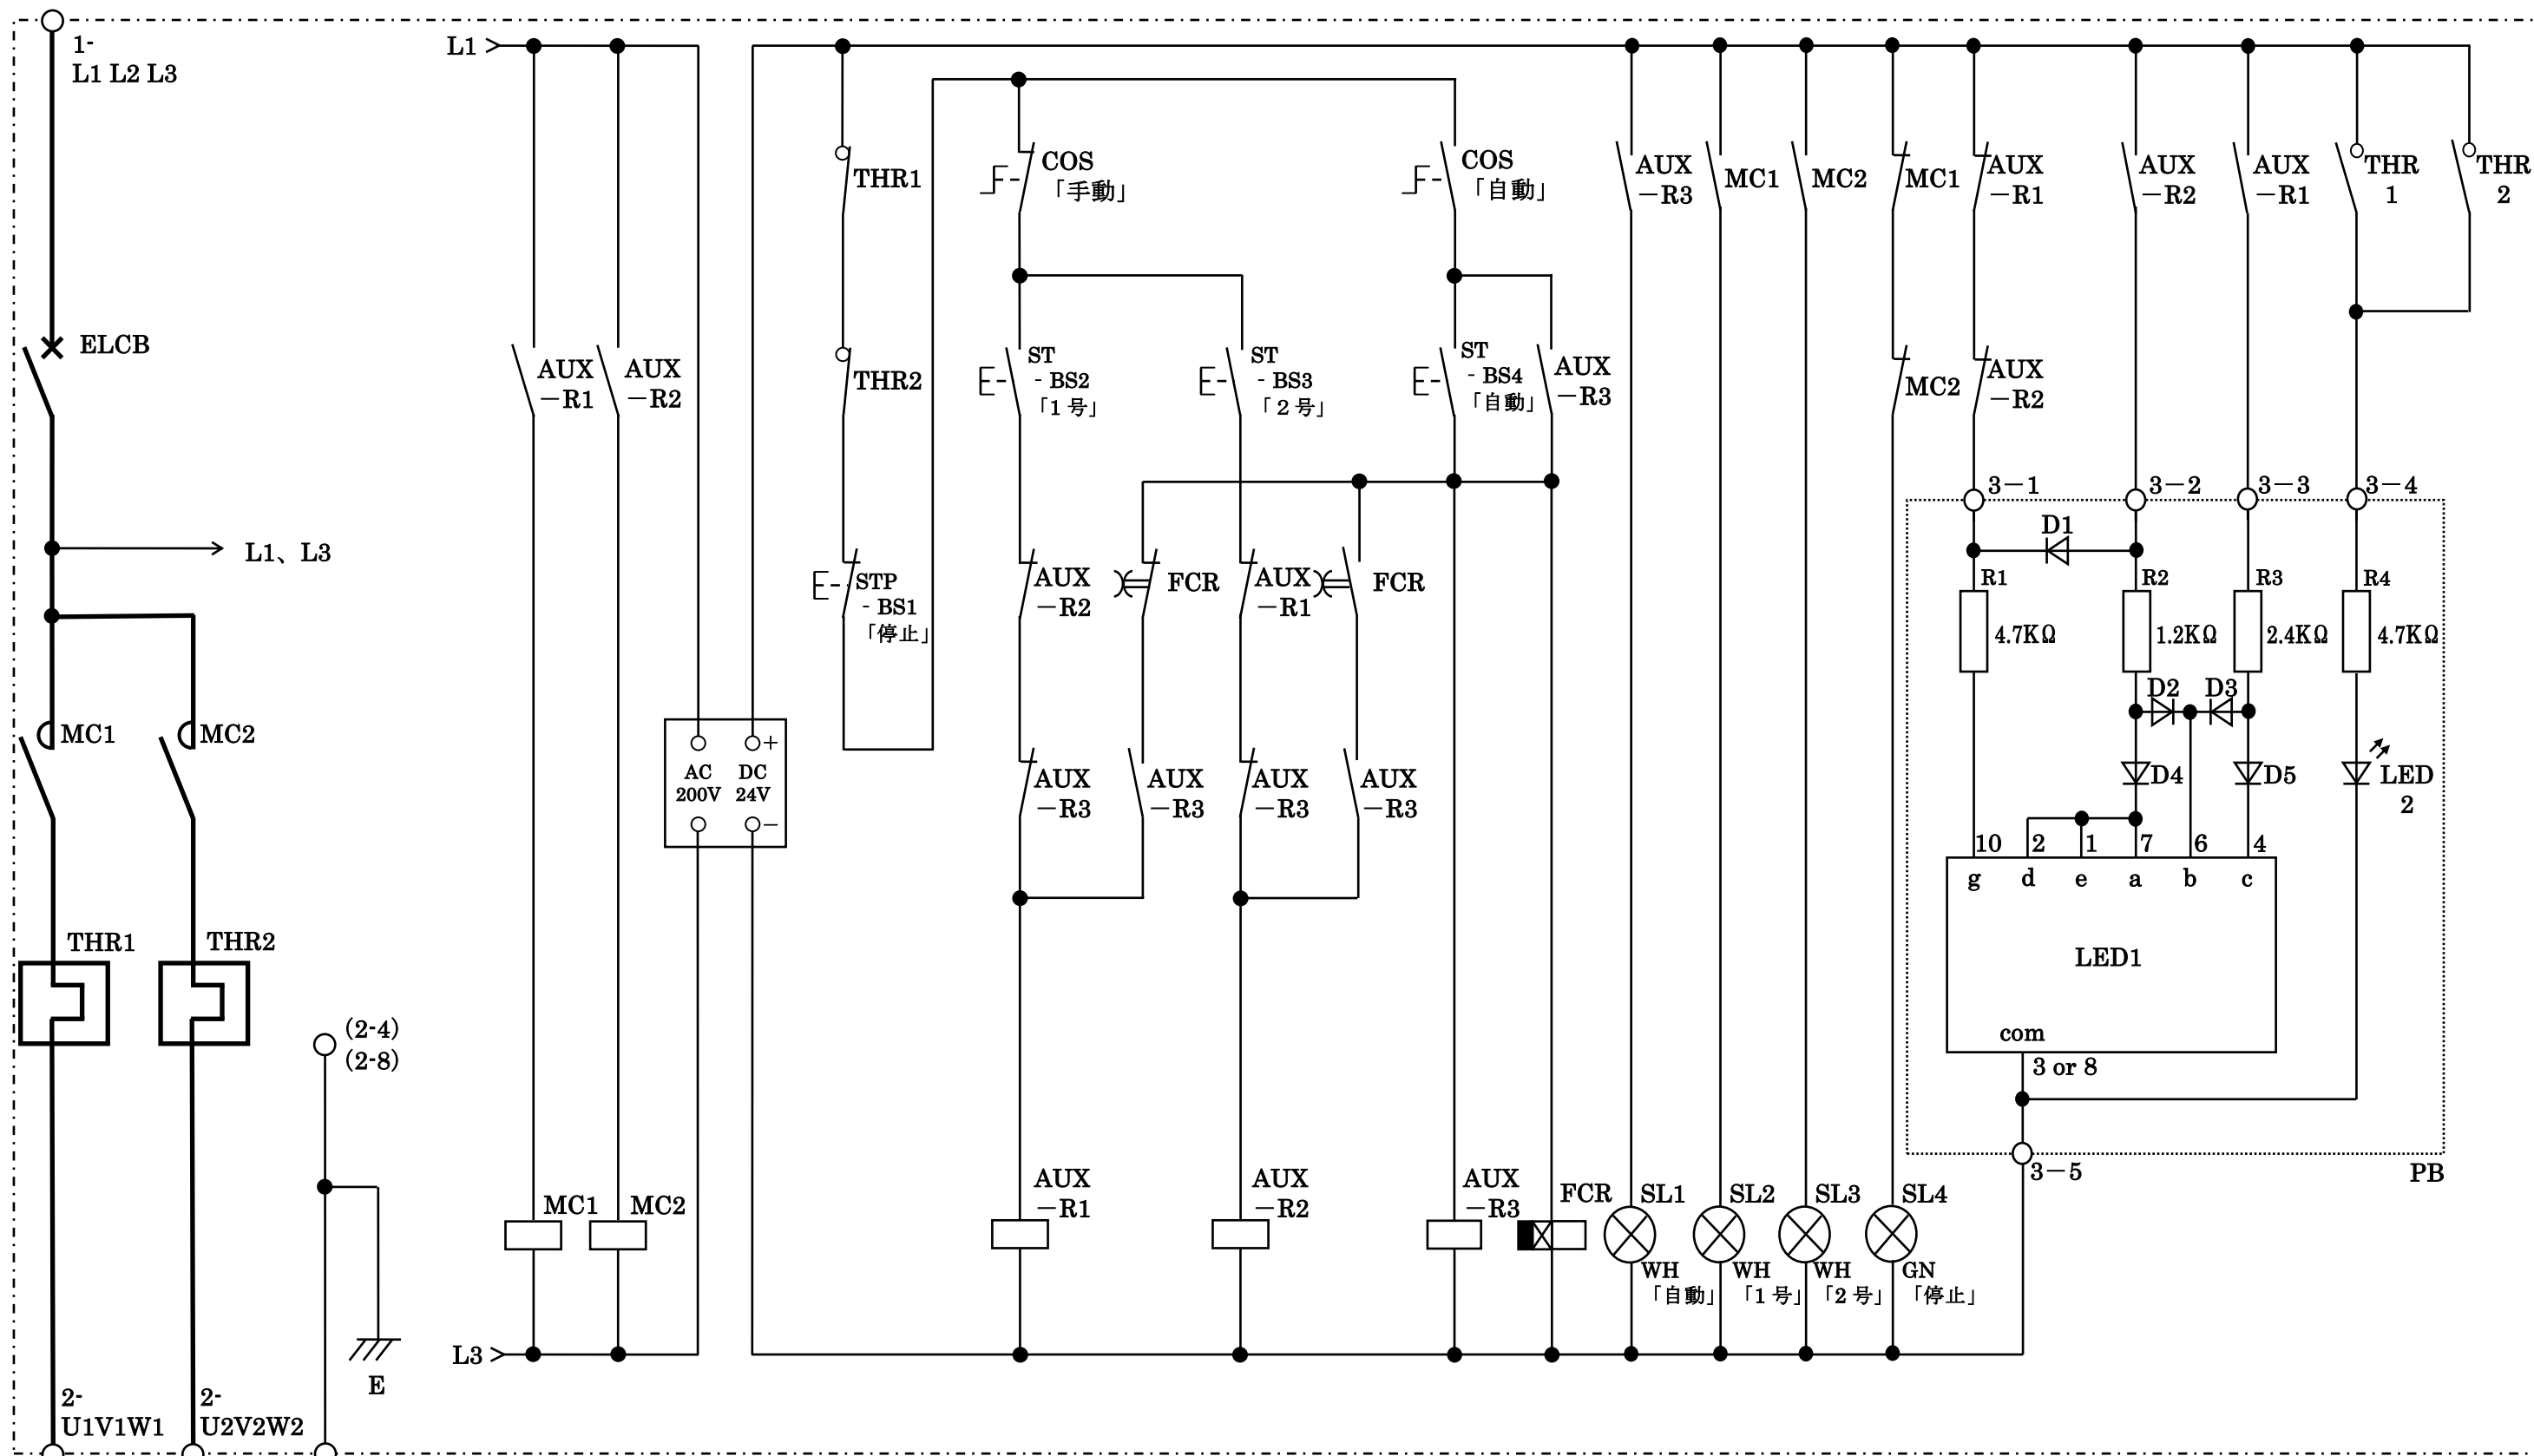 1-
L1 L2 L3
ELCB
L1、L3
MC1
MC2
THR1
THR2
(2-4)
(2-8)
E
2-
U1V1W1
2-
U2V2W2
L1
AUX
－R1
AUX
－R2
MC1
MC2
L3
AC
200V
DC
24V
＋
－
THR1
THR2
STP
- BS1
「停止」
COS
「手動」
ST
- BS2
「1 号」
ST
- BS3
「2 号」
AUX
－R2
FCR
AUX
－R1
FCR
AUX
－R3
AUX
－R3
AUX
－R3
AUX
－R3
AUX
－R1
AUX
－R2
COS
「自動」
ST
- BS4
「自動」
AUX
－R3
AUX
－R3
FCR
AUX
－R3
MC1
MC2
MC1
MC2
SL1
WH
「自動」
SL2
WH
「1 号」
SL3
WH
「2 号」
SL4
GN
「停止」
AUX
－R1
AUX
－R2
AUX
－R2
AUX
－R1
THR
1
THR
2
3－1
3－2
3－3
3－4
D1
R1
4.7KΩ
R2
1.2KΩ
R3
2.4KΩ
R4
4.7KΩ
D2
D3
D4
D5
LED
2
10
2
1
7
6
4
g
d
e
a
b
c
LED1
com
3 or 8
3－5
PB